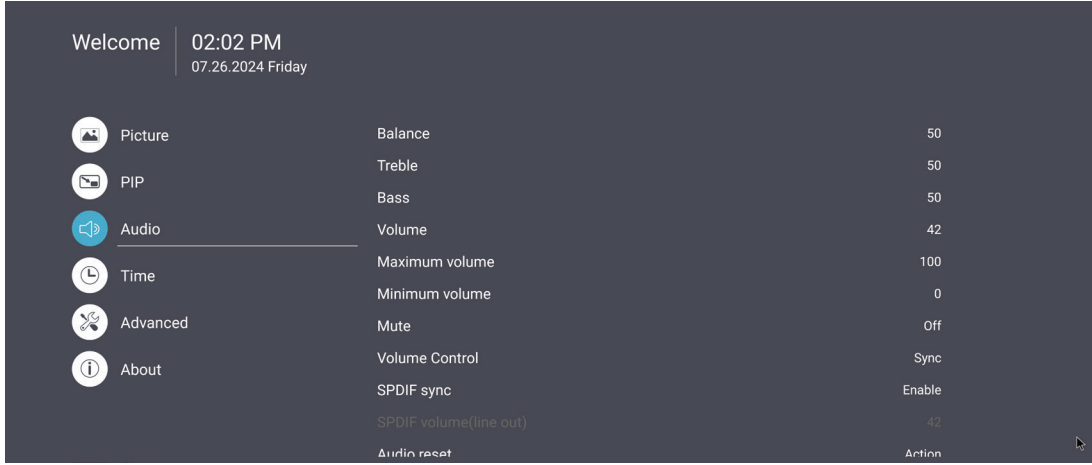 Welcome
02:02 PM
07.26.2024 Friday
Picture
PIP
Audio
Time
Advanced
About
Balance 50
Treble 50
Bass 50
Volume 42
Maximum volume 100
Minimum volume 0
Mute Off
Volume Control Sync
SPDIF sync Enable
SPDIF volume(line out) 42
Audio reset Action